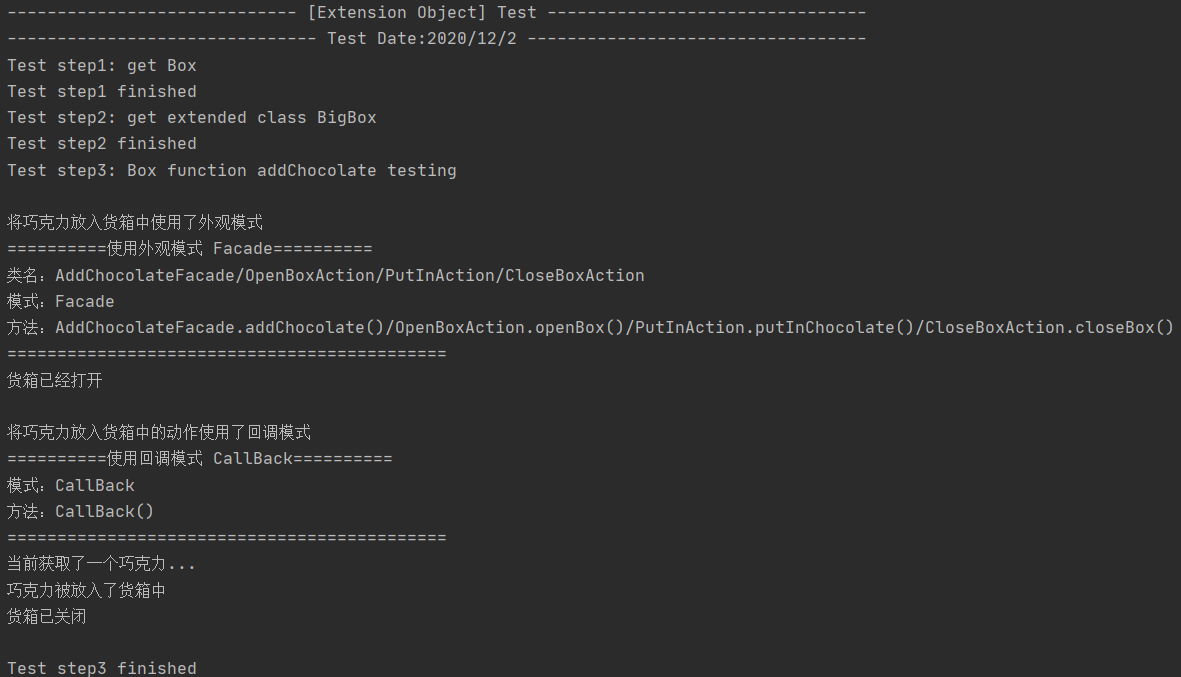 ----------------------------- [Extension Object] Test --------------------------------
------------------------------- Test Date:2020/12/2 ----------------------------------
Test step1: get Box
Test step1 finished
Test step2: get extended class BigBox
Test step2 finished
Test step3: Box function addChocolate testing
将巧克力放入货箱中使用了外观模式
==========使用外观模式 Facade==========
类名：AddChocolateFacade/OpenBoxAction/PutInAction/CloseBoxAction
模式：Facade
方法：AddChocolateFacade.addChocolate()/OpenBoxAction.openBox()/PutInAction.putInChocolate()/CloseBoxAction.closeBox()
============================================
货箱已经打开
将巧克力放入货箱中的动作使用了回调模式
==========使用回调模式 CallBack==========
模式：CallBack
方法：CallBack()
============================================
当前获取了一个巧克力...
巧克力被放入了货箱中
货箱已关闭
Test step3 finished